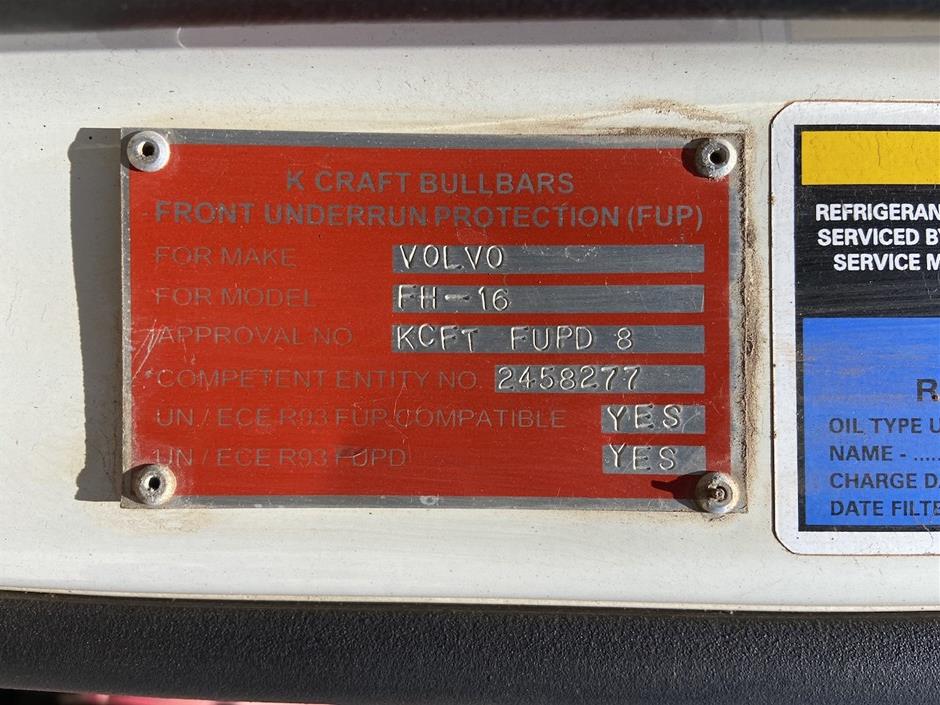 K CRAFT BULLBARS
FRONT UNDERRUN PROTECTION (FUP)
FOR MAKE VOLVO
FOR MODEL FH-16
APPROVAL NO KCFT FUPD 8
COMPETENT ENTITY NO. 2458277
UN / ECE R93 FUP COMPATIBLE YES
UN / ECE R93 FUPD YES
REFRIGERAN
SERVICED BY
SERVICE M
R
OIL TYPE U
NAME - .....
CHARGE DA
DATE FILTE